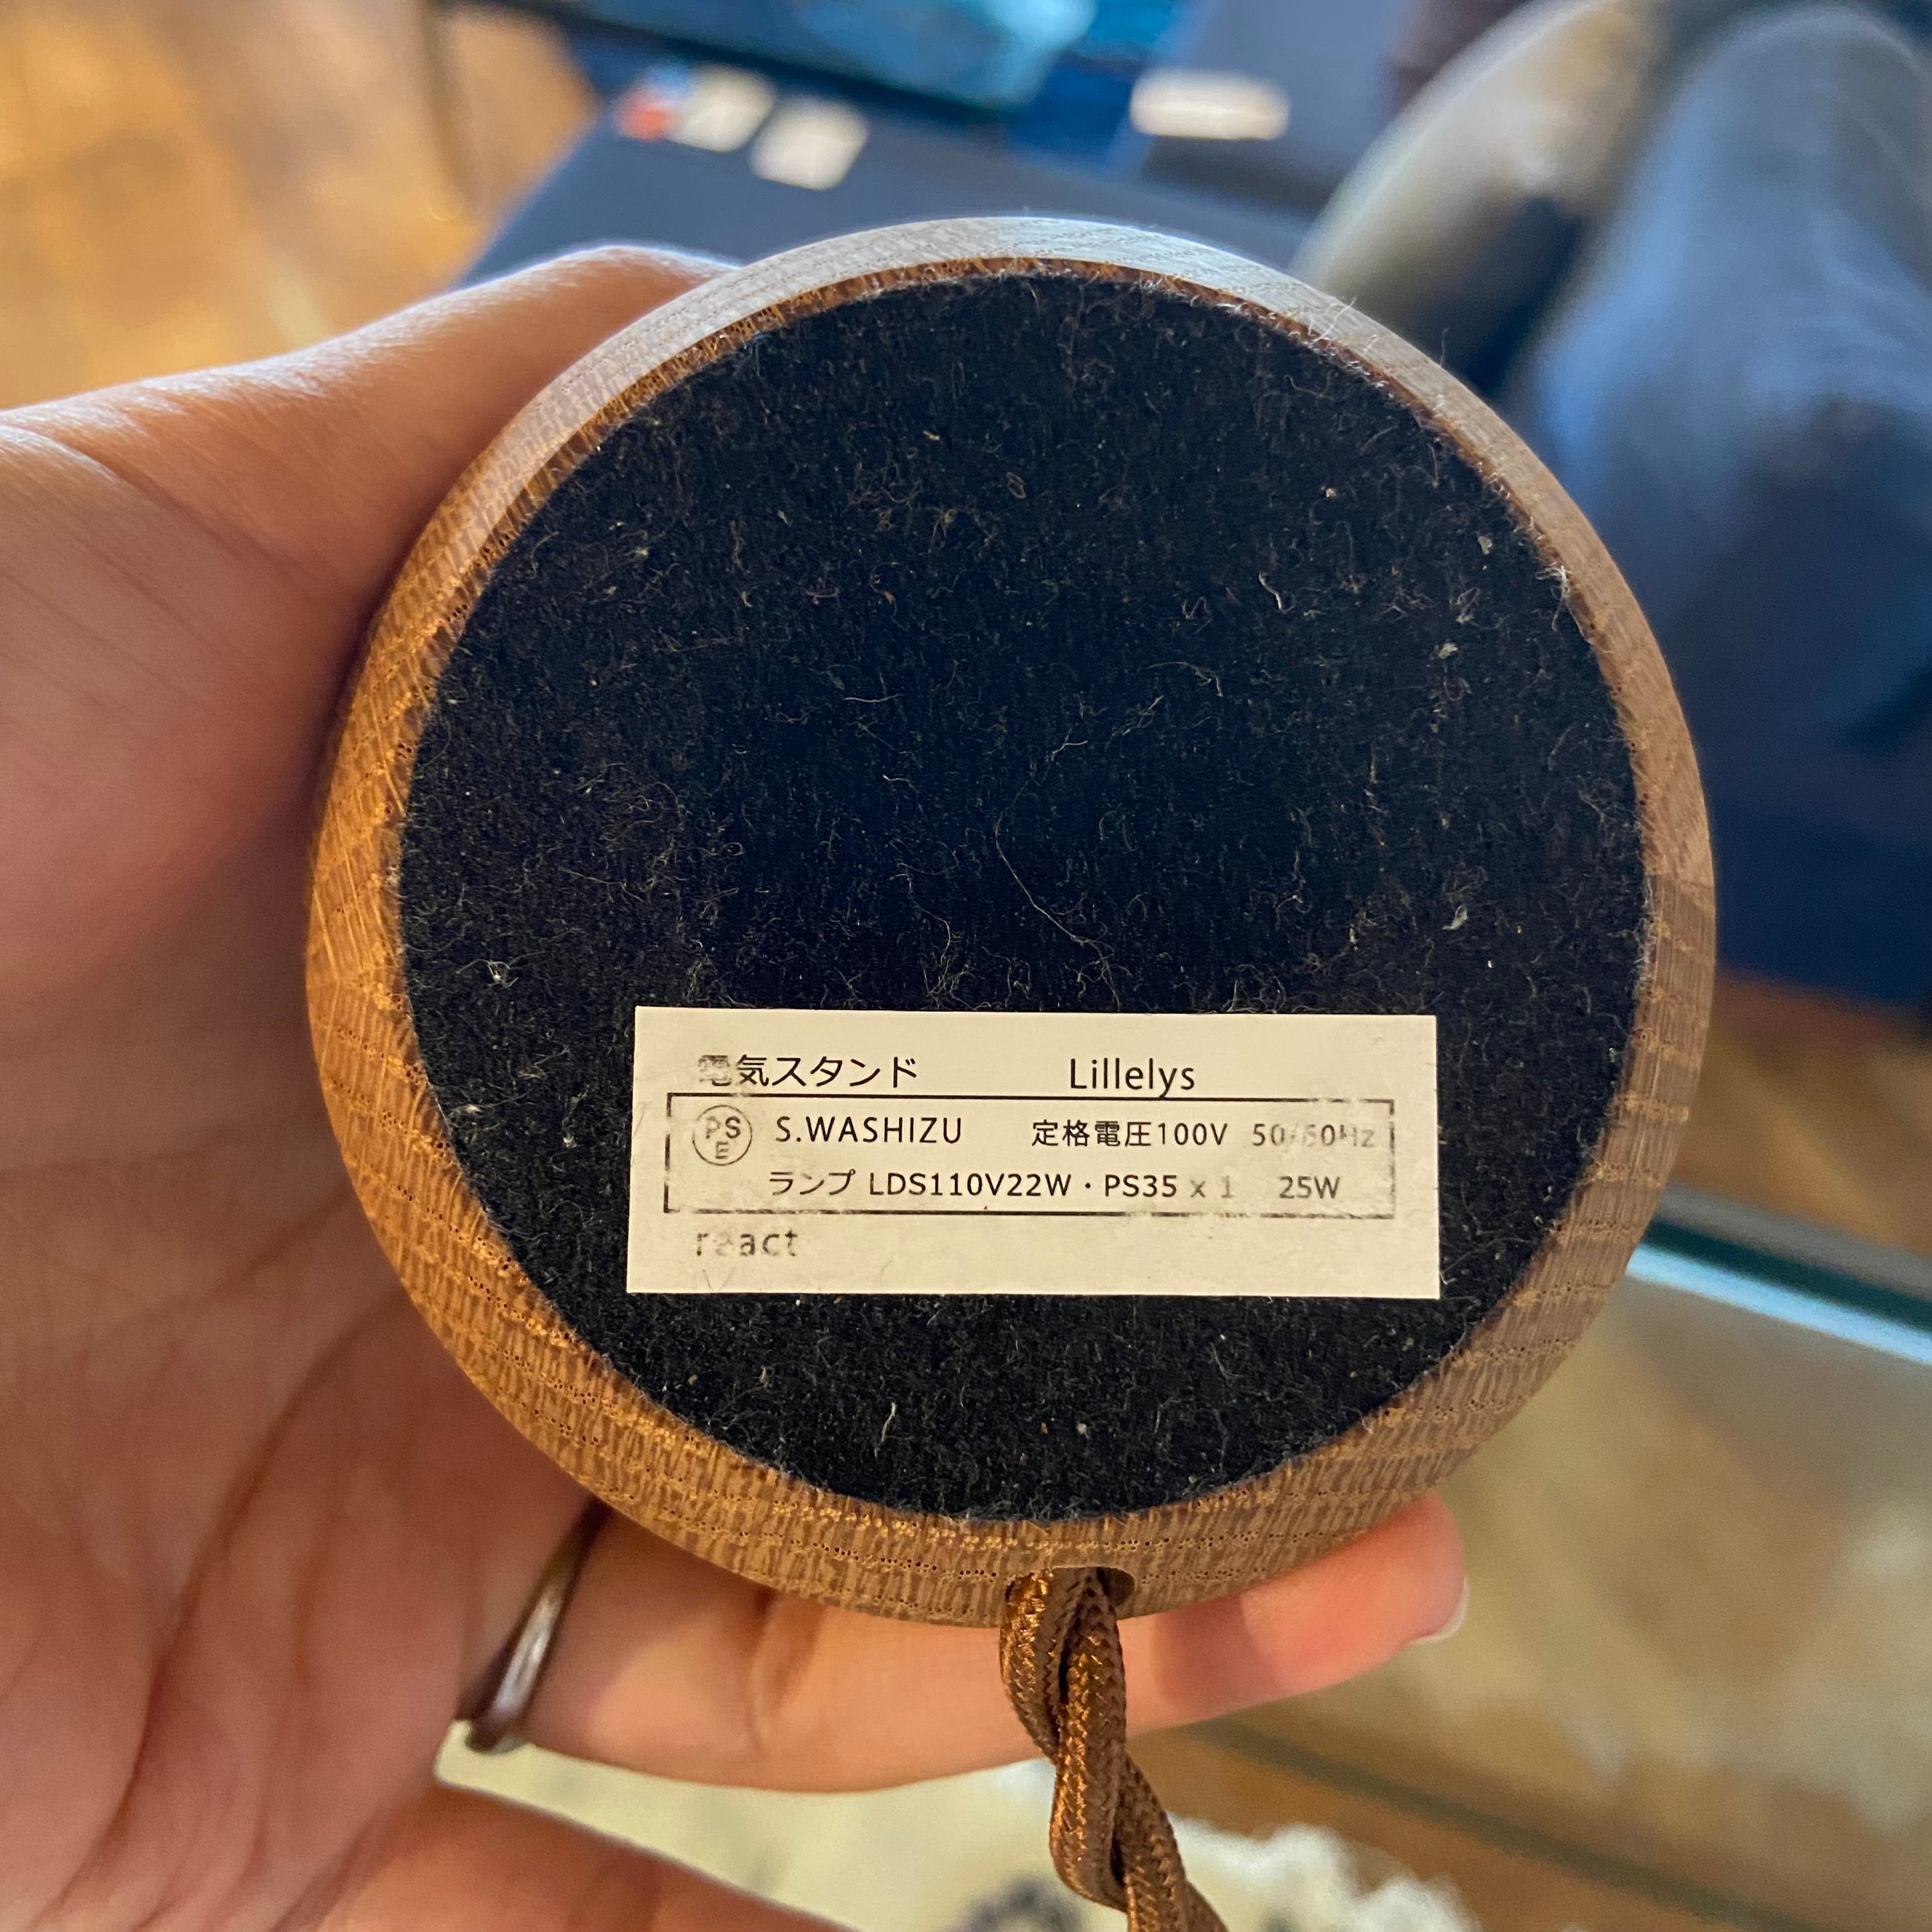 電気スタンド Lillelys
PSE S.WASHIZU 定格電圧100V 50/60Hz
ランプ LDS110V22W・PS35 x 1 25W
react